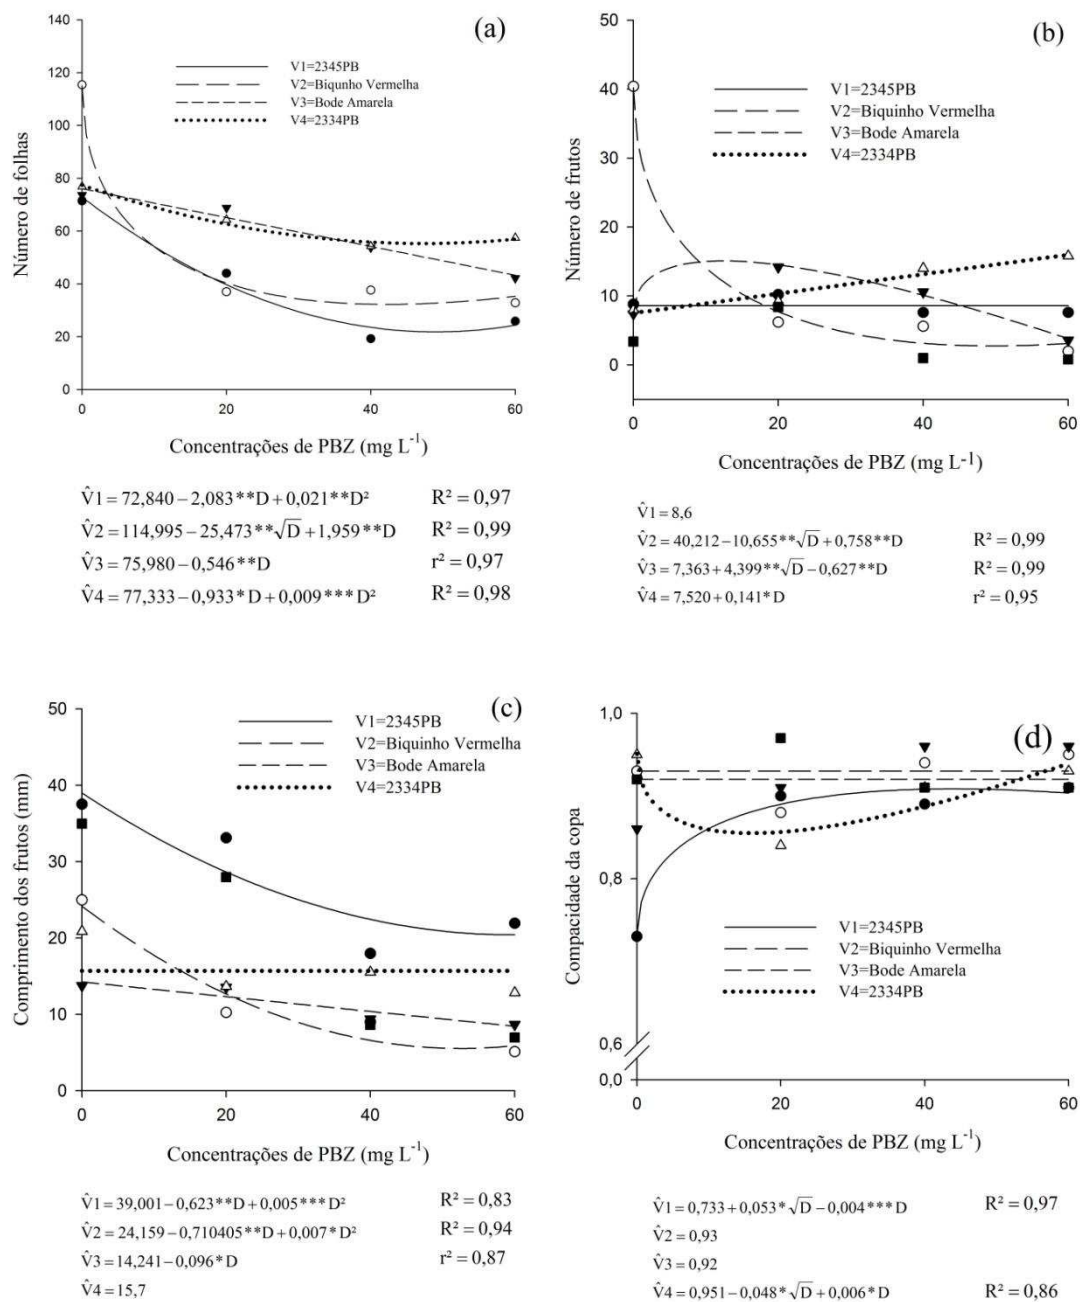 (a)
140
120
100
80
60
40
20
0
Número de folhas
V1=2345PB
V2=Biqunho Vermelha
V3=Bode Amarela
V4=2334PB
0 20 40 60
Concentrações de PBZ (mg L⁻¹)
V̂1 = 72,840 – 2,083 **D + 0,021 **D² R² = 0,97
V̂2 = 114,995 – 25,473 **√D + 1,959 **D R² = 0,99
V̂3 = 75,980 – 0,546 **D r² = 0,97
V̂4 = 77,333 – 0,933 * D + 0,009 *** D² R² = 0,98
(b)
50
40
30
20
10
0
Número de frutos
V1=2345PB
V2=Biquinho Vermelha
V3=Bode Amarela
V4=2334PB
0 20 40 60
Concentrações de PBZ (mg L⁻¹)
V̂1 = 8,6
V̂2 = 40,212 – 10,655 **√D + 0,758 **D R² = 0,99
V̂3 = 7,363 + 4,399 **√D – 0,627 **D R² = 0,99
V̂4 = 7,520 + 0,141 * D r² = 0,95
(c)
50
40
30
20
10
0
Comprimento dos frutos (mm)
V1=2345PB
V2=Biquinho Vermelha
V3=Bode Amarela
V4=2334PB
0 20 40 60
Concentrações de PBZ (mg L⁻¹)
V̂1 = 39,001 – 0,623 **D + 0,005 *** D² R² = 0,83
V̂2 = 24,159 – 0,710405 **D + 0,007 * D² R² = 0,94
V̂3 = 14,241 – 0,096 * D r² = 0,87
V̂4 = 15,7
(d)
1,0
0,8
0,6
0,0
Compacidade da copa
V1=2345PB
V2=Biquinho Vermelha
V3=Bode Amarela
V4=2334PB
0 20 40 60
Concentrações de PBZ (mg L⁻¹)
V̂1 = 0,733 + 0,053 * √D – 0,004 *** D R² = 0,97
V̂2 = 0,93
V̂3 = 0,92
V̂4 = 0,951 – 0,048 * √D + 0,006 * D R² = 0,86